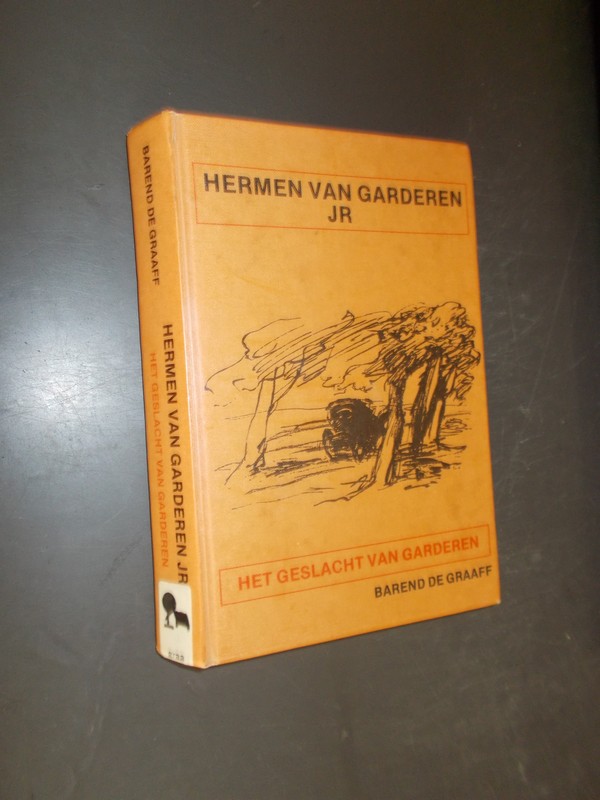 HERMEN VAN GARDEREN
JR
HET GESLACHT VAN GARDEREN
BAREND DE GRAAFF
BAREND DE GRAAFF
HERMEN VAN GARDEREN JR
HET GESLACHT VAN GARDEREN